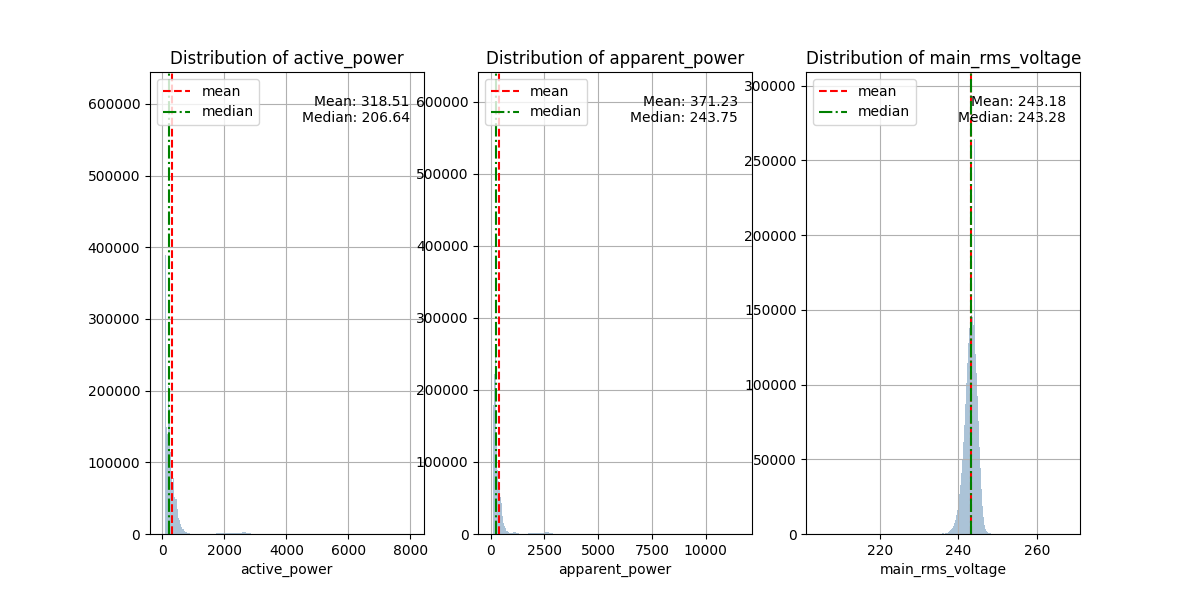 Distribution of active_power
mean
median
Mean: 318.51
Median: 206.64
600000
500000
400000
300000
200000
100000
0
0 2000 4000 6000 8000
active_power
Distribution of apparent_power
mean
median
Mean: 371.23
Median: 243.75
600000
500000
400000
300000
200000
100000
0
0 2500 5000 7500 10000
apparent_power
Distribution of main_rms_voltage
mean
median
Mean: 243.18
Median: 243.28
300000
250000
200000
150000
100000
50000
0
220 240 260
main_rms_voltage